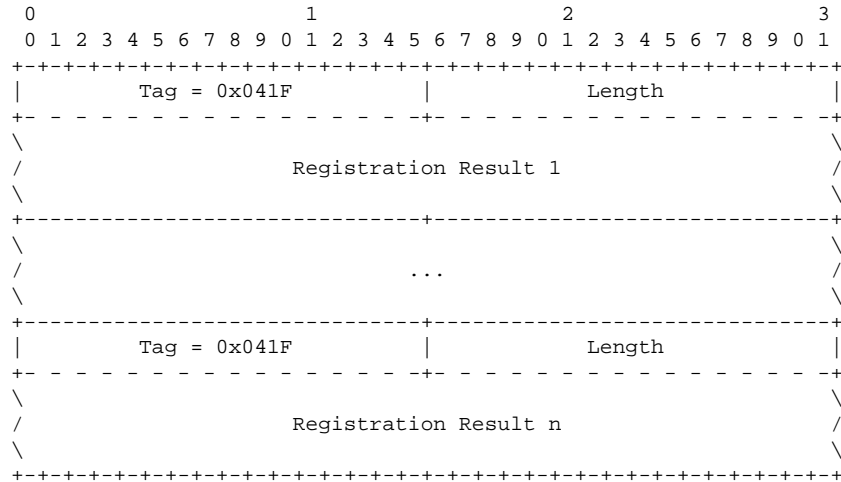 0                   1                   2                   3
 0 1 2 3 4 5 6 7 8 9 0 1 2 3 4 5 6 7 8 9 0 1 2 3 4 5 6 7 8 9 0 1
+-+-+-+-+-+-+-+-+-+-+-+-+-+-+-+-+-+-+-+-+-+-+-+-+-+-+-+-+-+-+-+-+
|         Tag = 0x041F          |            Length             |
+- - - - - - - - - - - - - - - -+- - - - - - - - - - - - - - - -+
\                                                               \
/                     Registration Result 1                     /
\                                                               \
+-------------------------------+-------------------------------+
\                                                               \
/                              ...                              /
\                                                               \
+-------------------------------+-------------------------------+
|         Tag = 0x041F          |            Length             |
+- - - - - - - - - - - - - - - -+- - - - - - - - - - - - - - - -+
\                                                               \
/                     Registration Result n                     /
\                                                               \
+-+-+-+-+-+-+-+-+-+-+-+-+-+-+-+-+-+-+-+-+-+-+-+-+-+-+-+-+-+-+-+-+